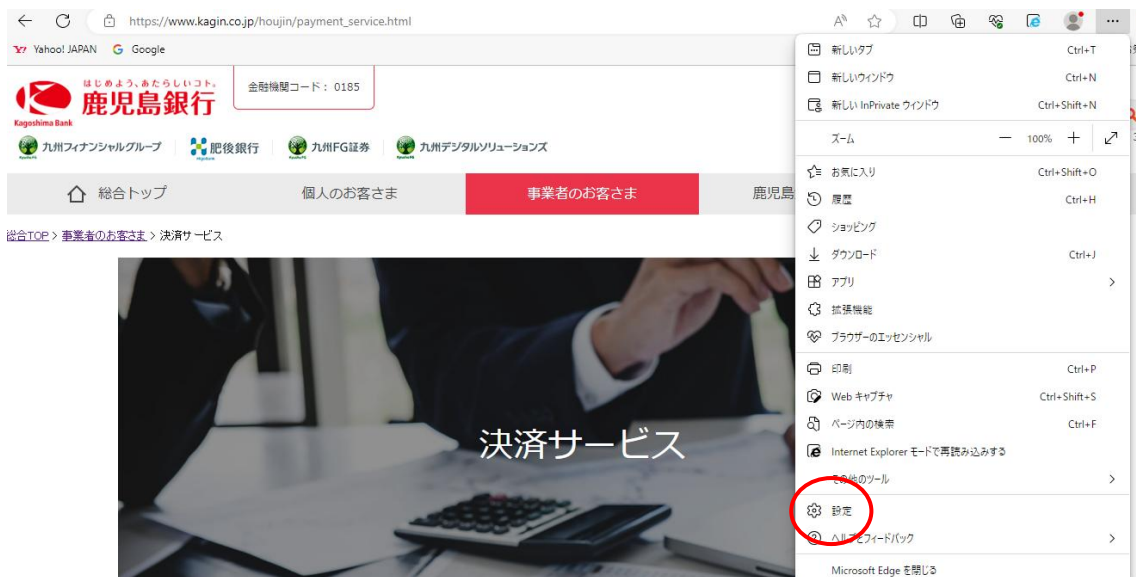 https://www.kagin.co.jp/houjin/payment_service.html
Yahoo! JAPAN Google
はじめよう、あたらしいコト。
鹿児島銀行
Kagoshima Bank
金融機関コード： 0185
九州フィナンシャルグループ 肥後銀行 九州FG証券 九州デジタルソリューションズ
総合トップ 個人のお客さま 事業者のお客さま 鹿児島
総合TOP > 事業者のお客さま > 決済サービス
決済サービス
新しいタブ Ctrl+T
新しいウィンドウ Ctrl+N
新しい InPrivate ウィンドウ Ctrl+Shift+N
ズーム — 100% +
お気に入り Ctrl+Shift+O
履歴 Ctrl+H
ショッピング
ダウンロード Ctrl+J
アプリ
拡張機能
ブラウザーのエッセンシャル
印刷 Ctrl+P
Web キャプチャ Ctrl+Shift+S
ページ内の検索 Ctrl+F
Internet Explorer モードで再読み込みする
その他のツール
設定
ヘルプとフィードバック
Microsoft Edge を閉じる